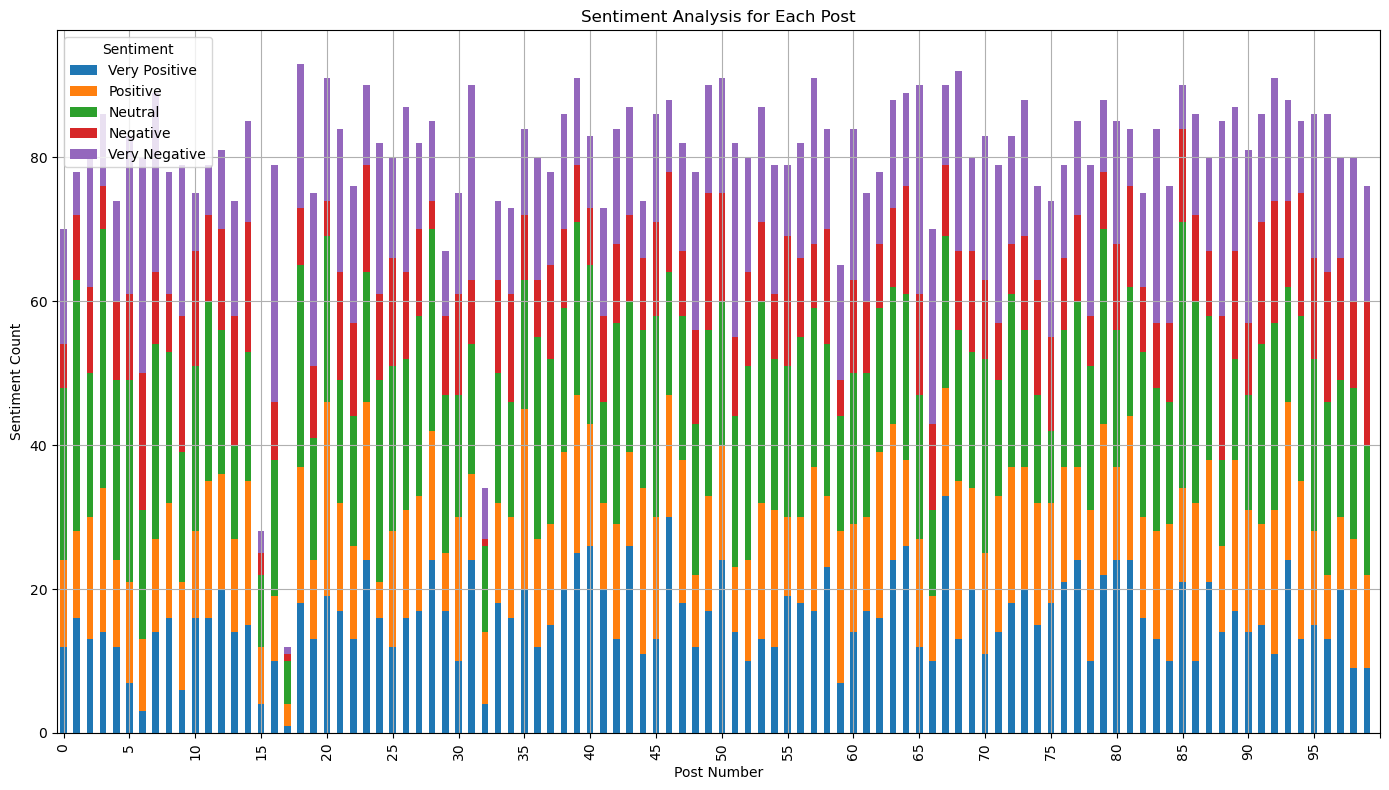 Sentiment Analysis for Each Post
Sentiment
Very Positive
Positive
Neutral
Negative
Very Negative
Sentiment Count
80
60
40
20
0
0 5 10 15 20 25 30 35 40 45 50 55 60 65 70 75 80 85 90 95
Post Number